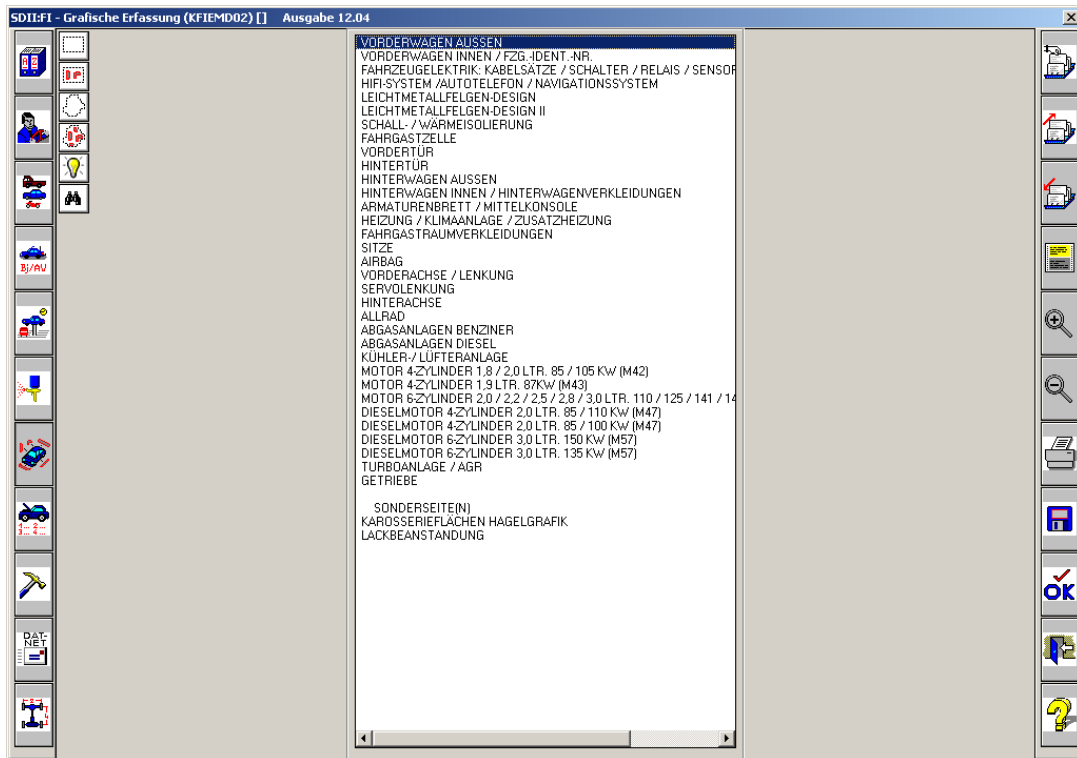 SDII:FI - Grafische Erfassung (KFIEMD02) [] Ausgabe 12.04
VORDERWAGEN AUSSEN
VORDERWAGEN INNEN / FZG.-IDENT.-NR.
FAHRZEUGELEKTRIK: KABELSÄTZE / SCHALTER / RELAIS / SENSOR
HIFI-SYSTEM /AUTOTELEFON / NAVIGATIONSSYSTEM
LEICHTMETALLFELGEN-DESIGN
LEICHTMETALLFELGEN-DESIGN II
SCHALL- / WÄRMEISOLIERUNG
FAHRGASTZELLE
VORDERTÜR
HINTERTÜR
HINTERWAGEN AUSSEN
HINTERWAGEN INNEN / HINTERWAGENVERKLEIDUNGEN
ARMATURENBRETT / MITTELKONSOLE
HEIZUNG / KLIMAANLAGE / ZUSATZHEIZUNG
FAHRGASTRAUMVERKLEIDUNGEN
SITZE
AIRBAG
VORDERACHSE / LENKUNG
SERVOLENKUNG
HINTERACHSE
ALLRAD
ABGASANLAGEN BENZINER
ABGASANLAGEN DIESEL
KÜHLER-/ LÜFTERANLAGE
MOTOR 4-ZYLINDER 1,8 / 2,0 LTR. 85 / 105 KW (M42)
MOTOR 4-ZYLINDER 1,9 LTR. 87KW (M43)
MOTOR 6-ZYLINDER 2,0 / 2,2 / 2,5 / 2,8 / 3,0 LTR. 110 / 125 / 141 / 14
DIESELMOTOR 4-ZYLINDER 2,0 LTR. 85 / 110 KW (M47)
DIESELMOTOR 4-ZYLINDER 2,0 LTR. 85 / 100 KW (M47)
DIESELMOTOR 6-ZYLINDER 3,0 LTR. 150 KW (M57)
DIESELMOTOR 6-ZYLINDER 3,0 LTR. 135 KW (M57)
TURBOANLAGE / AGR
GETRIEBE
SONDERSEITE(N)
KAROSSERIEFLÄCHEN HAGELGRAFIK
LACKBEANSTANDUNG
A Z
Bj/AV
1... 2...
3... 4...
DAT-
NET
OK